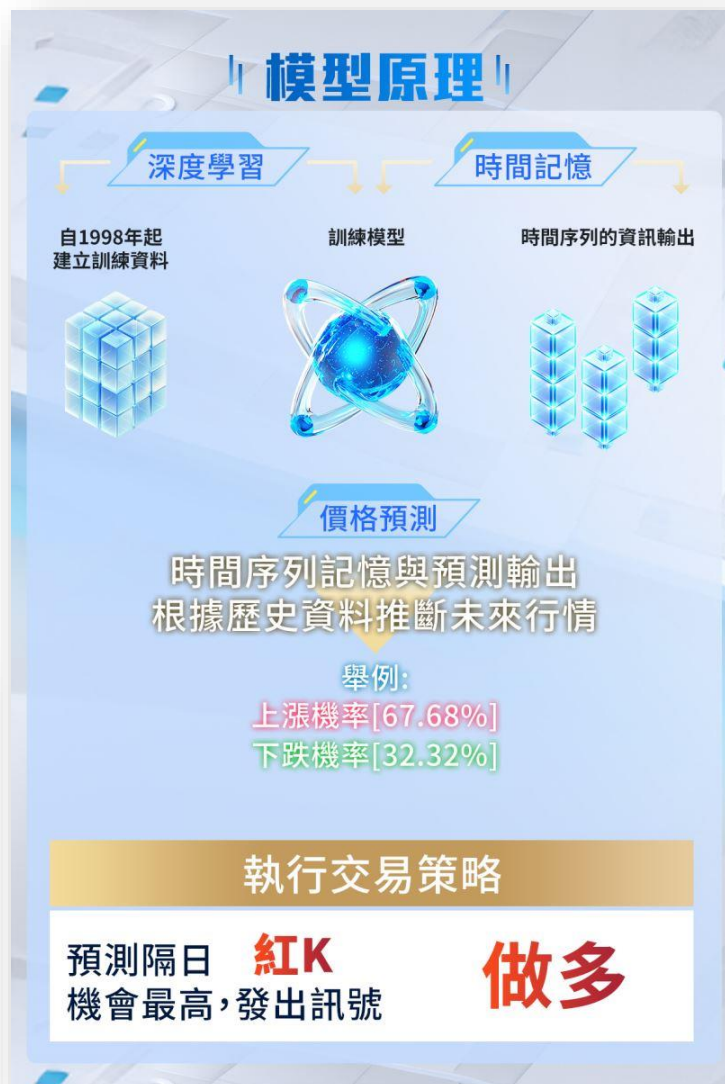 模型原理
深度學習
時間記憶
自1998年起
建立訓練資料
訓練模型
時間序列的資訊輸出
價格預測
時間序列記憶與預測輸出
根據歷史資料推斷未來行情
舉例:
上漲機率[67.68%]
下跌機率[32.32%]
執行交易策略
預測隔日 紅K
機會最高,發出訊號
做多